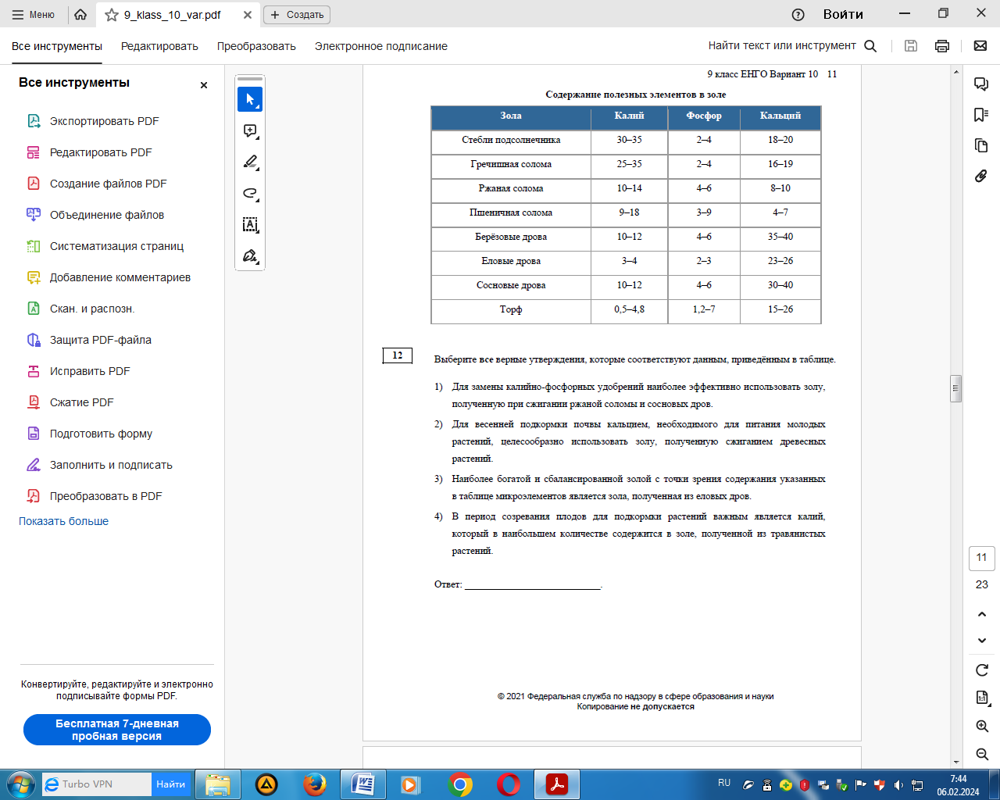 Меню
9_klass_10_var.pdf
Создать
Войти
Все инструменты
Редактировать
Преобразовать
Электронное подписание
Найти текст или инструмент
Все инструменты
Экспортировать PDF
Редактировать PDF
Создание файлов PDF
Объединение файлов
Систематизация страниц
Добавление комментариев
Скан. и распозн.
Защита PDF-файла
Исправить PDF
Сжатие PDF
Подготовить форму
Заполнить и подписать
Преобразовать в PDF
Показать больше
Конвертируйте, редактируйте и электронно
подписывайте формы PDF.
Бесплатная 7-дневная
пробная версия
9 класс ЕНГО Вариант 10 11
Содержание полезных элементов в золе
Зола Калий Фосфор Кальций
Стебли подсолнечника 30–35 2–4 18–20
Гречишная солома 25–35 2–4 16–19
Ржаная солома 10–14 4–6 8–10
Пшеничная солома 9–18 3–9 4–7
Берёзовые дрова 10–12 4–6 35–40
Еловые дрова 3–4 2–3 23–26
Сосновые дрова 10–12 4–6 30–40
Торф 0,5–4,8 1,2–7 15–26
12
Выберите все верные утверждения, которые соответствуют данным, приведённым в таблице.
1) Для замены калийно-фосфорных удобрений наиболее эффективно использовать золу,
полученную при сжигании ржаной соломы и сосновых дров.
2) Для весенней подкормки почвы кальцием, необходимого для питания молодых
растений, целесообразно использовать золу, полученную сжиганием древесных
растений.
3) Наиболее богатой и сбалансированной золой с точки зрения содержания указанных
в таблице микроэлементов является зола, полученная из еловых дров.
4) В период созревания плодов для подкормки растений важным является калий,
который в наибольшем количестве содержится в золе, полученной из травянистых
растений.
Ответ: ___________________________.
© 2021 Федеральная служба по надзору в сфере образования и науки
Копирование не допускается
11
23
1:1
Turbo VPN
Найти
RU
7:44
06.02.2024